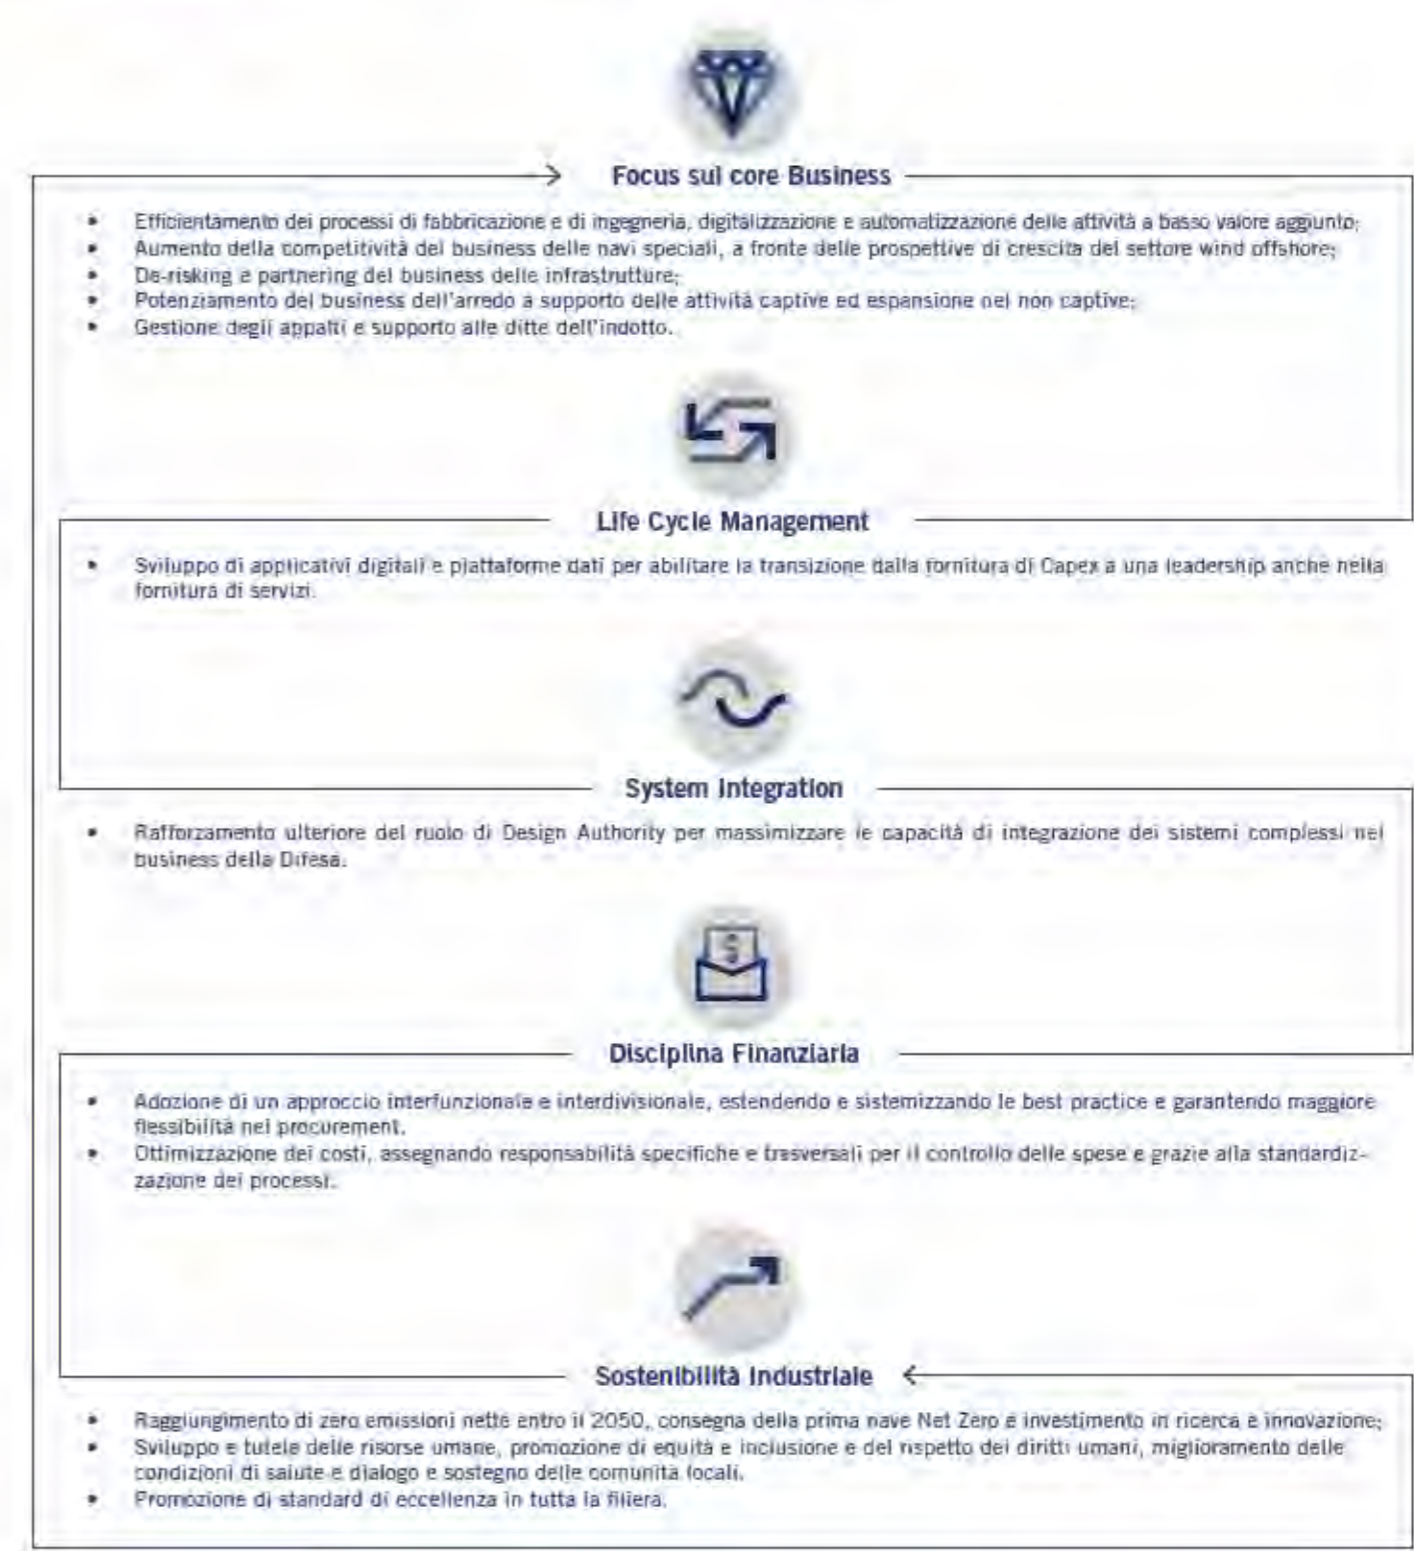 Focus sul core Business
• Efficientamento dei processi di fabbricazione e di ingegneria, digitalizzazione e automatizzazione delle attività a basso valore aggiunto;
• Aumento della competitività del business delle navi speciali, a fronte delle prospettive di crescita del settore wind offshore;
• De-risking e partnering del business delle infrastrutture;
• Potenziamento del business dell'arredo a supporto delle attività captive ed espansione nel non captive;
• Gestione degli appalti e supporto alle ditte dell'indotto.
Life Cycle Management
• Sviluppo di applicativi digitali e piattaforme dati per abilitare la transizione dalla fornitura di Capex a una leadership anche nella
fornitura di servizi.
System Integration
• Rafforzamento ulteriore del ruolo di Design Authority per massimizzare le capacità di integrazione dei sistemi complessi nel
business della Difesa.
$
Disciplina Finanziaria
• Adozione di un approccio interfunzionale e interdivisionale, estendendo e sistemizzando le best practice e garantendo maggiore
flessibilità nel procurement.
• Ottimizzazione dei costi, assegnando responsabilità specifiche e trasversali per il controllo delle spese e grazie alla standardiz-
zazione dei processi.
Sostenibilità Industriale
• Raggiungimento di zero emissioni nette entro il 2050, consegna della prima nave Net Zero e investimento in ricerca e innovazione;
• Sviluppo e tutele delle risorse umane, promozione di equità e inclusione e del rispetto dei diritti umani, miglioramento delle
condizioni di salute e dialogo e sostegno delle comunità locali.
• Promozione di standard di eccellenza in tutta la filiera.